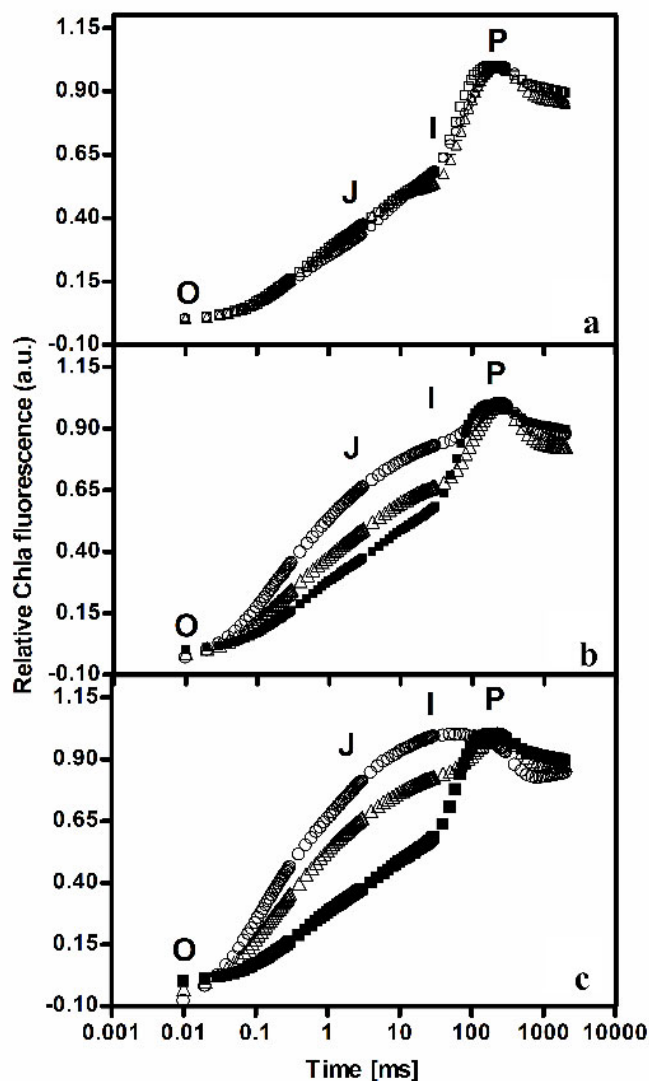 Relative Chla fluorescence (a.u.)
1.15
0.90
0.65
0.40
0.15
-0.10
O
J
I
P
a
1.15
0.90
0.65
0.40
0.15
-0.10
O
J
I
P
b
1.15
0.90
0.65
0.40
0.15
-0.10
O
J
I
P
c
0.001 0.01 0.1 1 10 100 1000 10000
Time [ms]